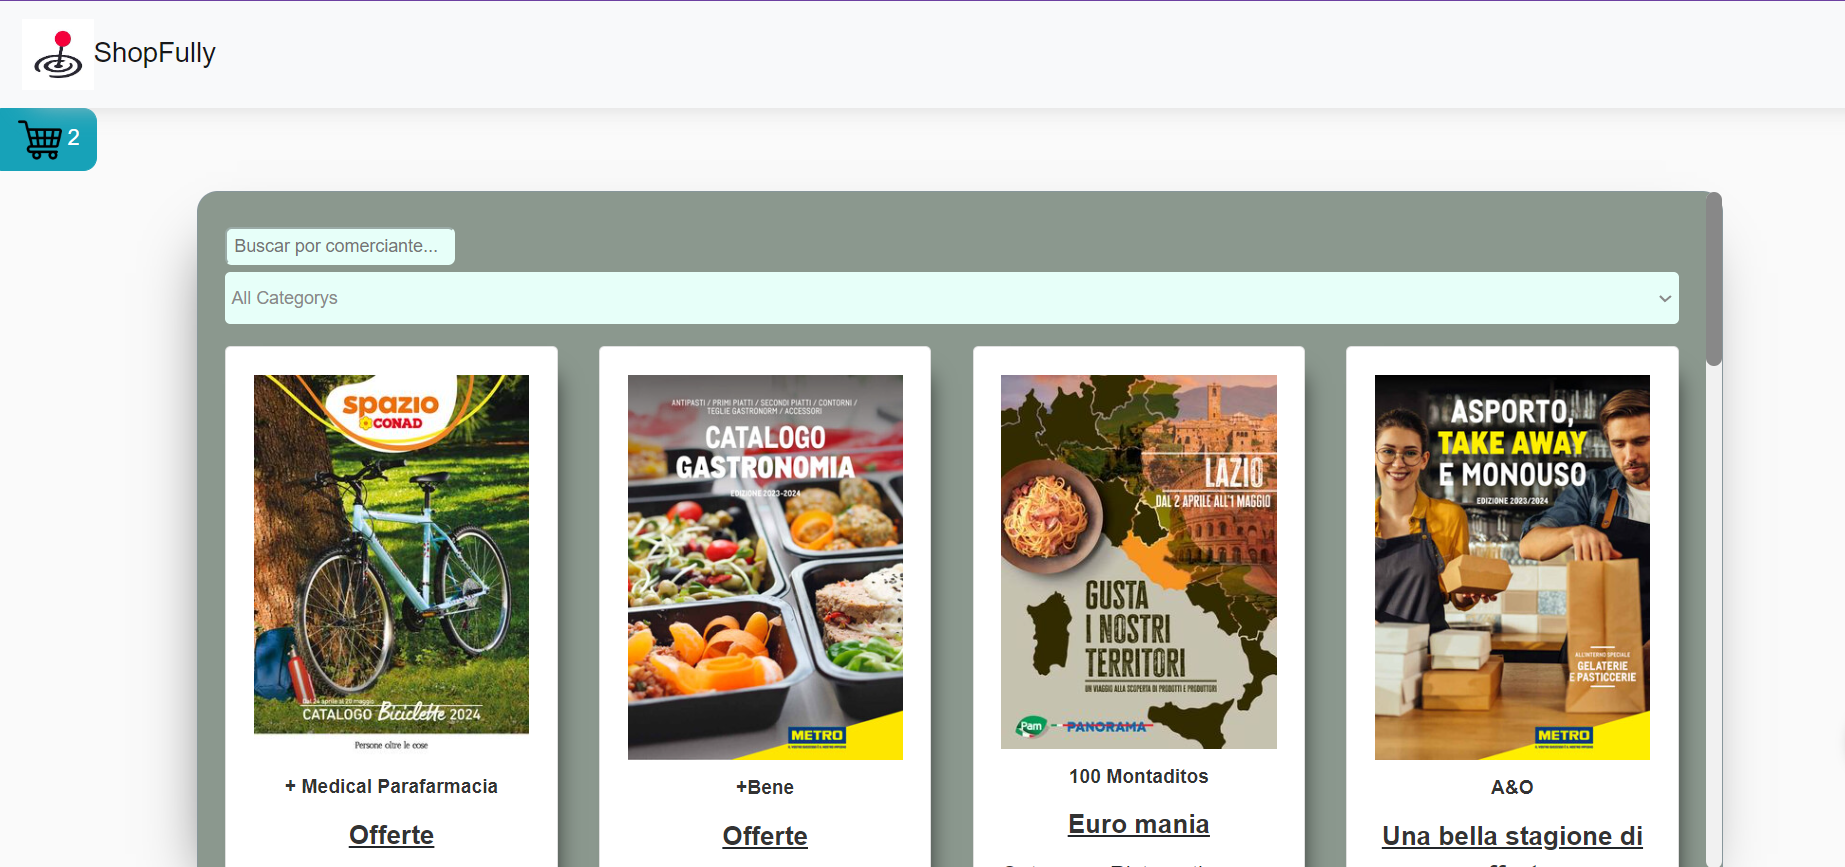 ShopFully
2
Buscar por comerciante...
All Categorys
spazio
CONAD
Dal 24 aprile al 20 maggio
CATALOGO Biciclette 2024
Persone oltre le cose
+ Medical Parafarmacia
Offerte
ANTIPASTI / PRIMI PIATTI / SECONDI PIATTI / CONTORNI /
TEGLIE GASTRONORM / ACCESSORI
CATALOGO
GASTRONOMIA
EDIZIONE 2023-2024
METRO
+Bene
Offerte
LAZIO
DAL 2 APRILE ALL'1 MAGGIO
GUSTA
I NOSTRI
TERRITORI
UN VIAGGIO ALLA SCOPERTA DI PRODOTTI E PRODUTTORI
Pam
PANORAMA
100 Montaditos
Euro mania
ASPORTO,
TAKE AWAY
E MONOUSO
EDIZIONE 2023/2024
ALL'INTERNO SPECIALE
GELATERIE
E PASTICCERIE
METRO
A&O
Una bella stagione di